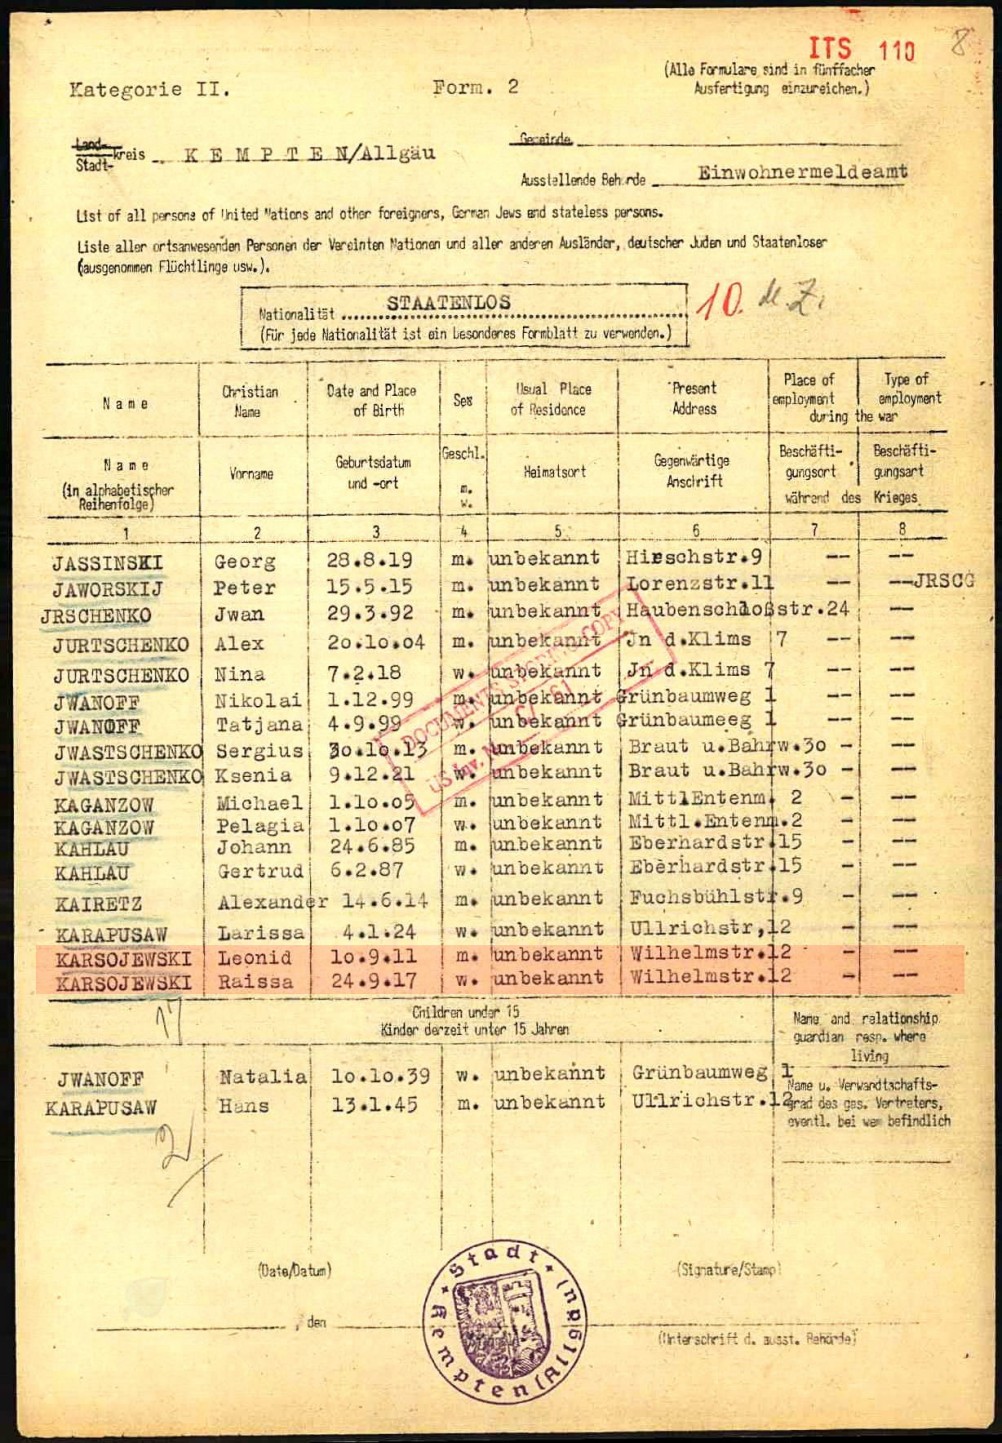 ITS 110 8
(Alle Formulare sind in fünffacher
Ausfertigung einzureichen.)
Kategorie II. Form. 2
Land-
Stadt- kreis KEMPTEN/Allgäu
Gemeinde
Ausstellende Behörde Einwohnermeldeamt
List of all persons of United Nations and other foreigners, German Jews and stateless persons.
Liste aller ortsanwesenden Personen der Vereinten Nationen und aller anderen Ausländer, deutscher Juden und Staatenloser
(ausgenommen Flüchtlinge usw.).
Nationalität STAATENLOS
(Für jede Nationalität ist ein besonderes Formblatt zu verwenden.)
10.
Name Christian Name Date and Place of Birth Sex Usual Place of Residence Present Address Place of employment Type of employment during the war
Name (in alphabetischer Reihenfolge) Vorname Geburtsdatum und -ort Geschl. m. w. Heimatsort Gegenwärtige Anschrift Beschäftigungsort Beschäftigungsart während des Krieges
1 2 3 4 5 6 7 8
JASSINSKI Georg 28.8.19 m. unbekannt Hirschstr.9 -- --
JAWORSKIJ Peter 15.5.15 m. unbekannt Lorenzstr.11 -- --JRSCG
JRSCHENKO Jwan 29.3.92 m. unbekannt Haubenschloßstr.24 --
JURTSCHENKO Alex 20.10.04 m. unbekannt Jn d.Klims 7 -- --
JURTSCHENKO Nina 7.2.18 w. unbekannt Jn d.Klims 7 -- --
JWANOFF Nikolai 1.12.99 m. unbekannt Grünbaumweg 1 -- --
JWANOFF Tatjana 4.9.99 w. unbekannt Grünbaumeeg 1 -- --
JWASTSCHENKO Sergius 30.10.13 m. unbekannt Braut u.Bahrw.30 - --
JWASTSCHENKO Ksenia 9.12.21 w. unbekannt Braut u.Bahrw.30 - --
KAGANZOW Michael 1.10.05 m. unbekannt MittlEntenm. 2 - --
KAGANZOW Pelagia 1.10.07 w. unbekannt Mittl.Entenm.2 - --
KAHLAU Johann 24.6.85 m. unbekannt Eberhardstr.15 - --
KAHLAU Gertrud 6.2.87 w. unbekannt Eberhardstr.15 - --
KAIRETZ Alexander 14.6.14 m. unbekannt Fuchsbühlstr.9 - --
KARAPUSAW Larissa 4.1.24 w. unbekannt Ullrichstr,12 - --
KARSOJEWSKI Leonid 10.9.11 m. unbekannt Wilhelmstr.12 - --
KARSOJEWSKI Raissa 24.9.17 w. unbekannt Wilhelmstr.12 - --
DOCUMENTS
US Inv.
17
Children under 15
Kinder derzeit unter 15 Jahren
Name and relationship
guardian resp. where
living
JWANOFF Natalia 10.10.39 w. unbekannt Grünbaumweg 1
KARAPUSAW Hans 13.1.45 m. unbekannt Ullrichstr.12
Name u. Verwandtschafts-
grad des ges. Vertreters,
eventl. bei wem befindlich
2
(Date/Datum) (Signature/Stamp)
, den
(Unterschrift d. ausst. Behörde)
Stadt Kempten (Allgäu)